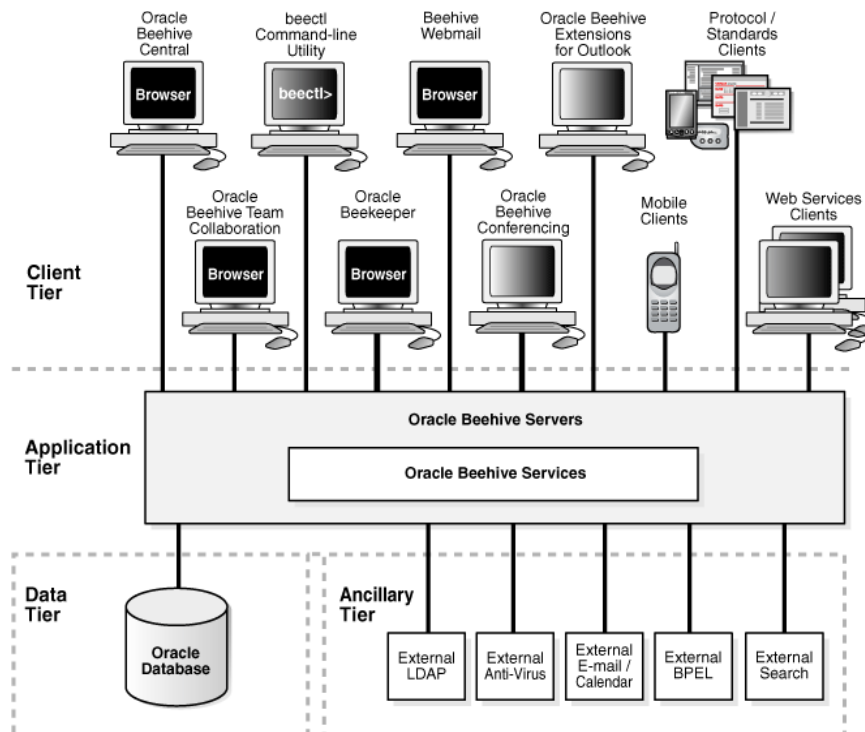 Oracle
Beehive
Central
Browser
beectl
Command-line
Utility
beectl>
Beehive
Webmail
Browser
Oracle Beehive
Extensions
for Outlook
Protocol /
Standards
Clients
Client
Tier
Oracle
Beehive Team
Collaboration
Browser
Oracle
Beekeeper
Browser
Oracle
Beehive
Conferencing
Mobile
Clients
Web Services
Clients
Application
Tier
Oracle Beehive Servers
Oracle Beehive Services
Data
Tier
Oracle
Database
Ancillary
Tier
External
LDAP
External
Anti-Virus
External
E-mail /
Calendar
External
BPEL
External
Search